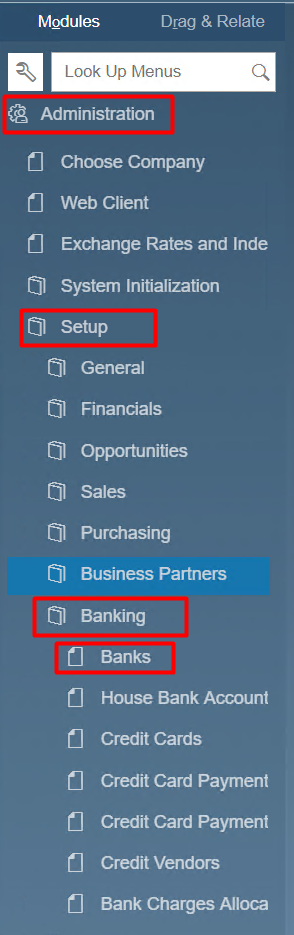 Modules
Drag & Relate
Look Up Menus
Administration
Choose Company
Web Client
Exchange Rates and Inde
System Initialization
Setup
General
Financials
Opportunities
Sales
Purchasing
Business Partners
Banking
Banks
House Bank Account
Credit Cards
Credit Card Payment
Credit Card Payment
Credit Vendors
Bank Charges Alloca